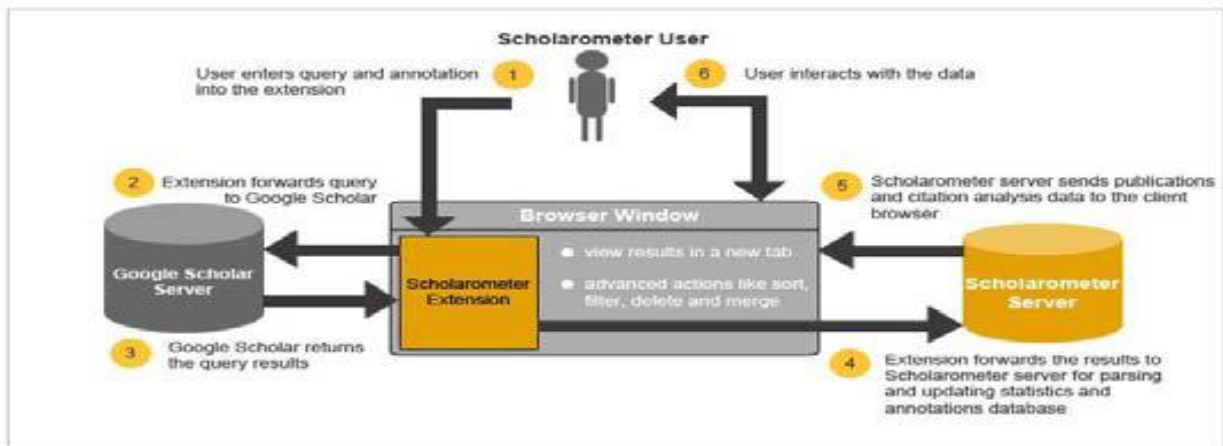 Scholarometer User
1
User enters query and annotation
into the extension
6
User interacts with the data
2
Extension forwards query
to Google Scholar
5
Scholarometer server sends publications
and citation analysis data to the client
browser
Browser Window
view results in a new tab
advanced actions like sort,
filter, delete and merge
Google Scholar
Server
Scholarometer
Extension
Scholarometer
Server
3
Google Scholar returns
the query results
4
Extension forwards the results to
Scholarometer server for parsing
and updating statistics and
annotations database